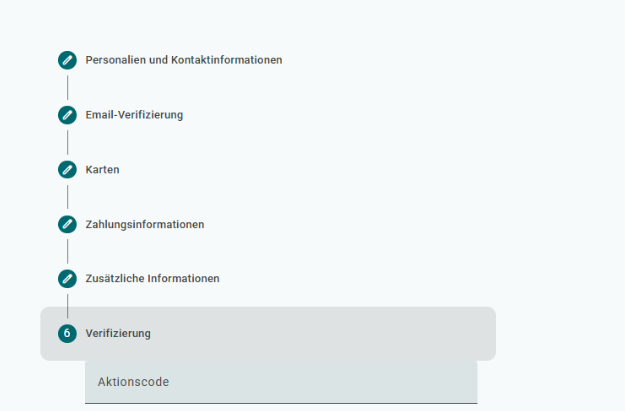 Personalien und Kontaktinformationen
Email-Verifizierung
Karten
Zahlungsinformationen
Zusätzliche Informationen
6 Verifizierung
Aktionscode